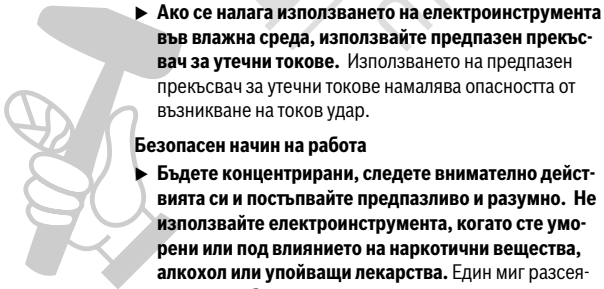 ► Ако се налага използването на електроинструмента
във влажна среда, използвайте предпазен прекъс-
вач за утечни токове. Използването на предпазен
прекъсвач за утечни токове намалява опасността от
възникване на токов удар.
Безопасен начин на работа
► Бъдете концентрирани, следете внимателно дейст-
вията си и постъпвайте предпазливо и разумно. Не
използвайте електроинструмента, когато сте умо-
рени или под влиянието на наркотични вещества,
алкохол или упойващи лекарства. Един миг разсея-